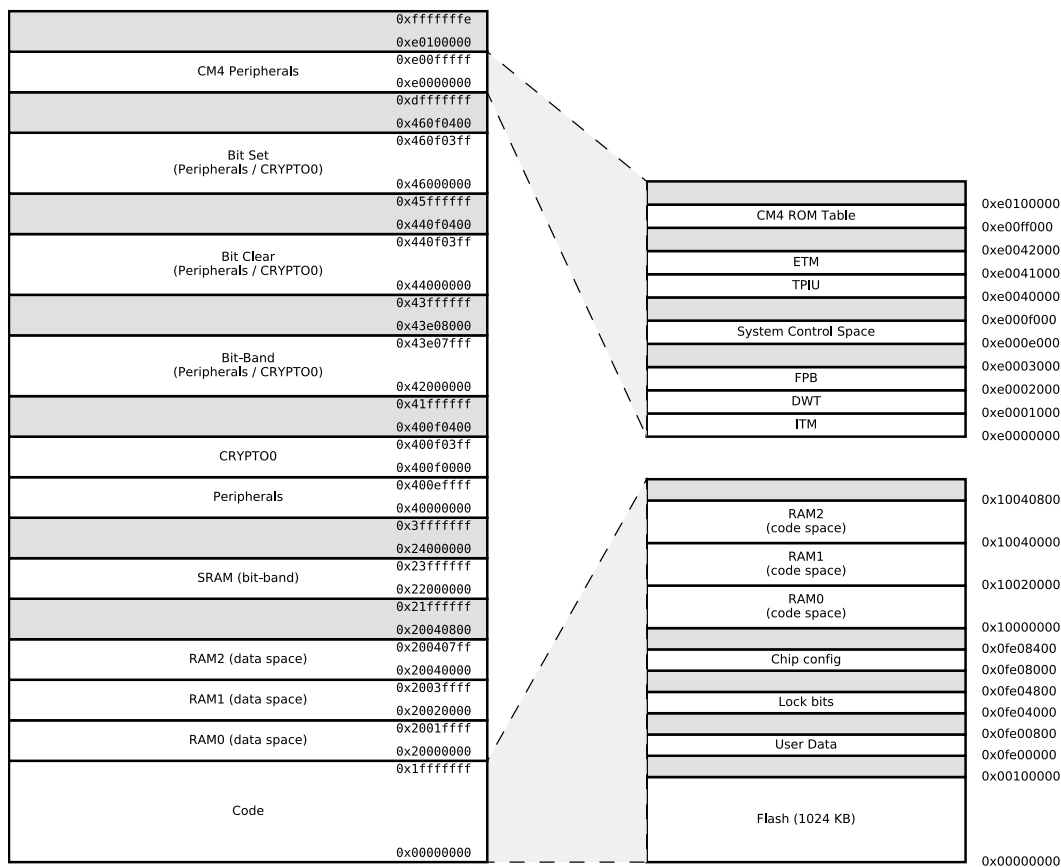 0xfffffffe
0xe0100000
0xe00fffff
CM4 Peripherals
0xe0000000
0xdfffffff
0x460f0400
0x460f03ff
Bit Set
(Peripherals / CRYPTO0)
0x46000000
0x45ffffff
0x440f0400
0x440f03ff
Bit Clear
(Peripherals / CRYPTO0)
0x44000000
0x43ffffff
0x43e08000
0x43e07fff
Bit-Band
(Peripherals / CRYPTO0)
0x42000000
0x41ffffff
0x400f0400
0x400f03ff
CRYPTO0
0x400f0000
0x400effff
Peripherals
0x40000000
0x3fffffff
0x24000000
0x23ffffff
SRAM (bit-band)
0x22000000
0x21ffffff
0x20040800
0x200407ff
RAM2 (data space)
0x20040000
0x2003ffff
RAM1 (data space)
0x20020000
0x2001ffff
RAM0 (data space)
0x20000000
0x1fffffff
Code
0x00000000
0xe0100000
CM4 ROM Table
0xe00ff000
0xe0042000
ETM
0xe0041000
TPIU
0xe0040000
0xe000f000
System Control Space
0xe000e000
0xe0003000
FPB
0xe0002000
DWT
0xe0001000
ITM
0xe0000000
0x10040800
RAM2
(code space)
0x10040000
RAM1
(code space)
0x10020000
RAM0
(code space)
0x10000000
0x0fe08400
Chip config
0x0fe08000
0x0fe04800
Lock bits
0x0fe04000
0x0fe00800
User Data
0x0fe00000
0x00100000
Flash (1024 KB)
0x00000000